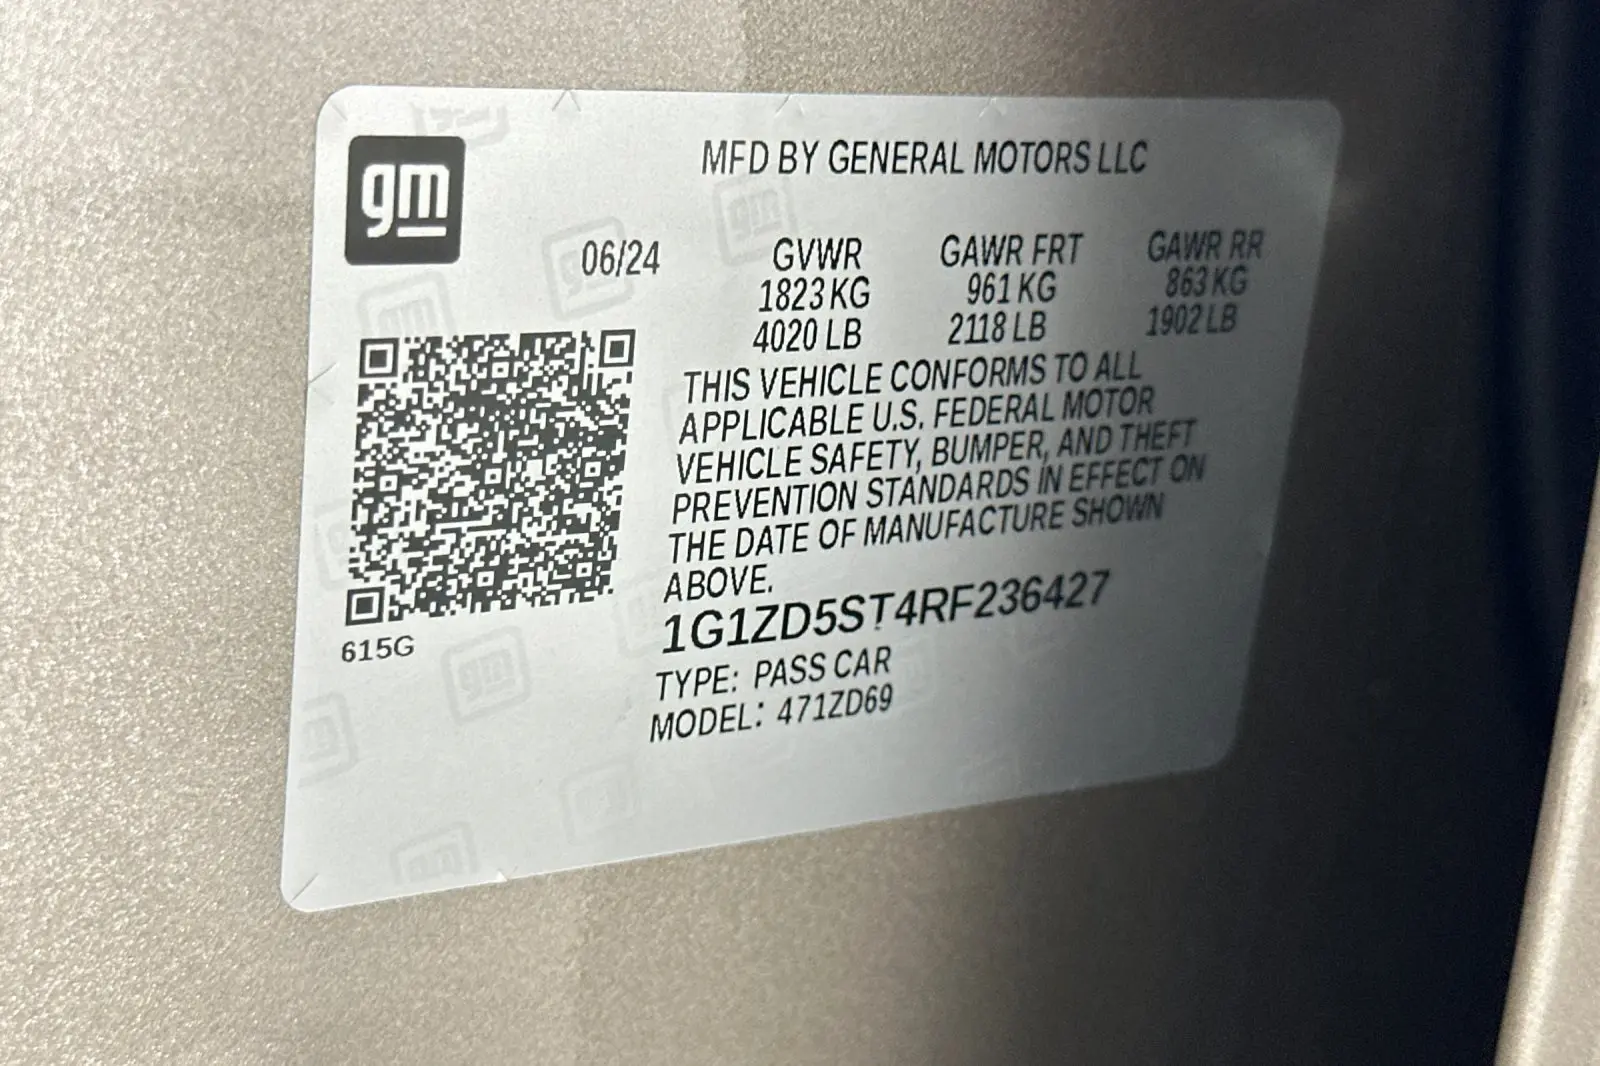 gm
MFD BY GENERAL MOTORS LLC
06/24 GVWR GAWR FRT GAWR RR
1823 KG 961 KG 863 KG
4020 LB 2118 LB 1902 LB
THIS VEHICLE CONFORMS TO ALL
APPLICABLE U.S. FEDERAL MOTOR
VEHICLE SAFETY, BUMPER, AND THEFT
PREVENTION STANDARDS IN EFFECT ON
THE DATE OF MANUFACTURE SHOWN
ABOVE.
1G1ZD5ST4RF236427
TYPE: PASS CAR
MODEL: 471ZD69
615G